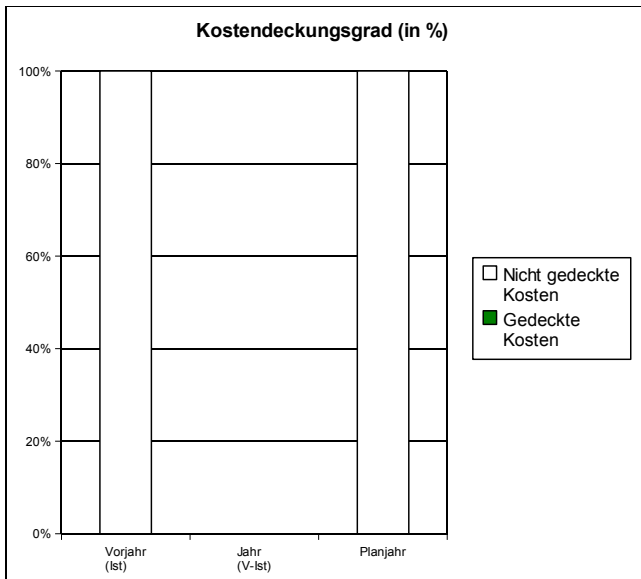 Kostendeckungsgrad (in %)
100%
80%
60%
40%
20%
0%
Vorjahr
(Ist)
Jahr
(V-Ist)
Planjahr
Nicht gedeckte
Kosten
Gedeckte
Kosten